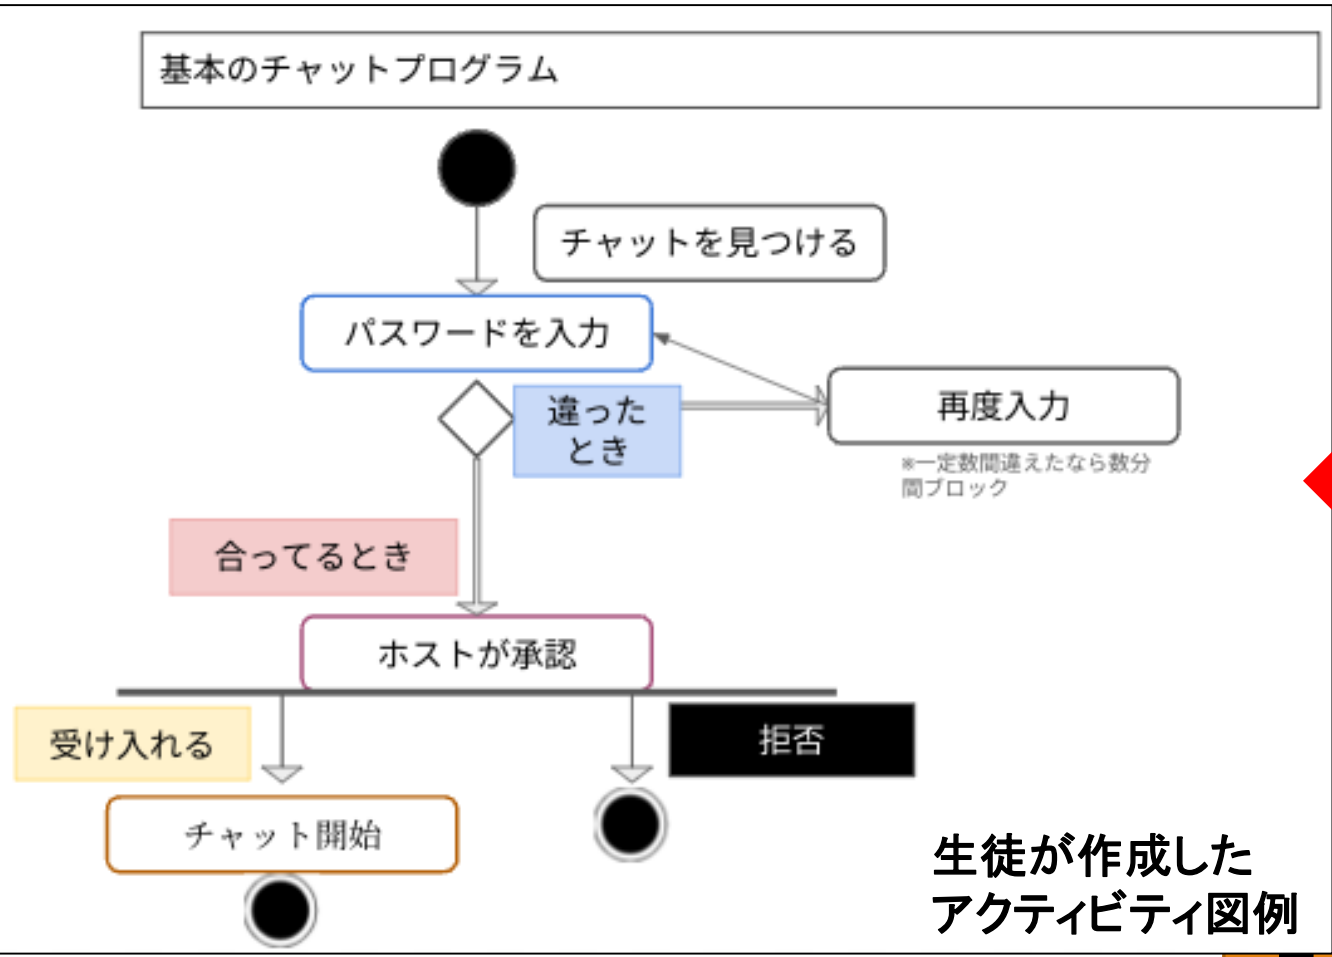 基本のチャットプログラム
チャットを見つける
パスワードを入力
違った
とき
再度入力
※一定数間違えたなら数分
間ブロック
合ってるとき
ホストが承認
受け入れる
拒否
チャット開始
生徒が作成した
アクティビティ図例